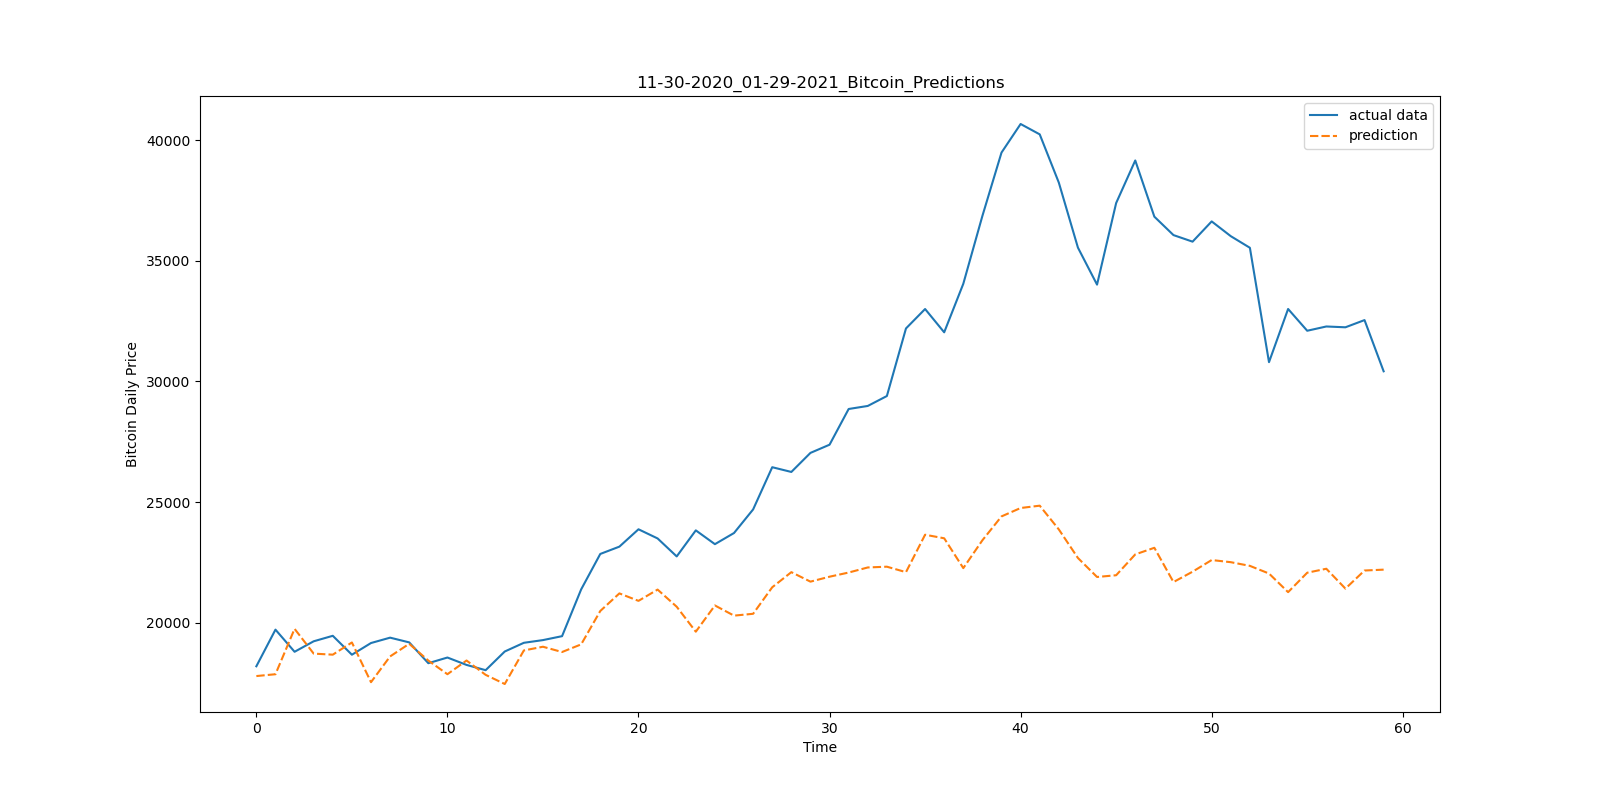 11-30-2020_01-29-2021_Bitcoin_Predictions
actual data
prediction
40000
35000
30000
25000
20000
Bitcoin Daily Price
0 10 20 30 40 50 60
Time